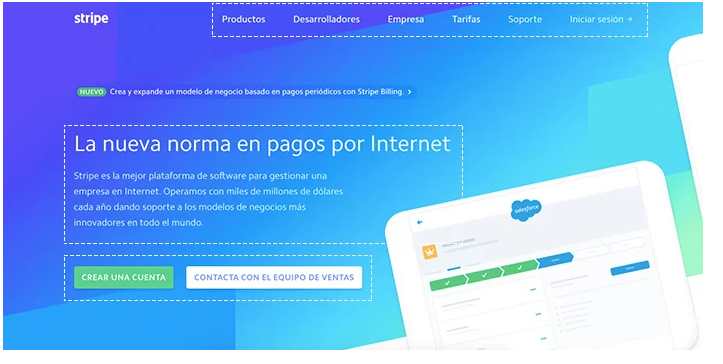 stripe
Productos Desarrolladores Empresa Tarifas Soporte Iniciar sesión →
NUEVO Crea y expande un modelo de negocio basado en pagos periódicos con Stripe Billing. >
La nueva norma en pagos por Internet
Stripe es la mejor plataforma de software para gestionar una
empresa en Internet. Operamos con miles de millones de dólares
cada año dando soporte a los modelos de negocios más
innovadores en todo el mundo.
CREAR UNA CUENTA CONTACTA CON EL EQUIPO DE VENTAS
salesforce